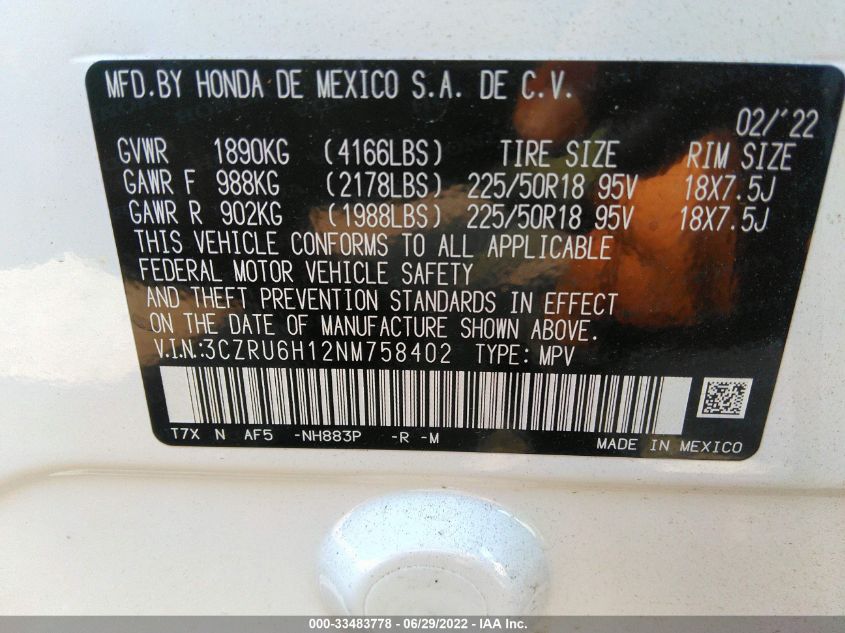 MFD.BY HONDA DE MEXICO S.A. DE C.V.
02/'22
GVWR 1890KG (4166LBS) TIRE SIZE RIM SIZE
GAWR F 988KG (2178LBS) 225/50R18 95V 18X7.5J
GAWR R 902KG (1988LBS) 225/50R18 95V 18X7.5J
THIS VEHICLE CONFORMS TO ALL APPLICABLE
FEDERAL MOTOR VEHICLE SAFETY
AND THEFT PREVENTION STANDARDS IN EFFECT
ON THE DATE OF MANUFACTURE SHOWN ABOVE.
V.I.N.:3CZRU6H12NM758402 TYPE: MPV
T7X N AF5 -NH883P -R -M
MADE IN MEXICO
000-33483778 - 06/29/2022 - IAAI.com